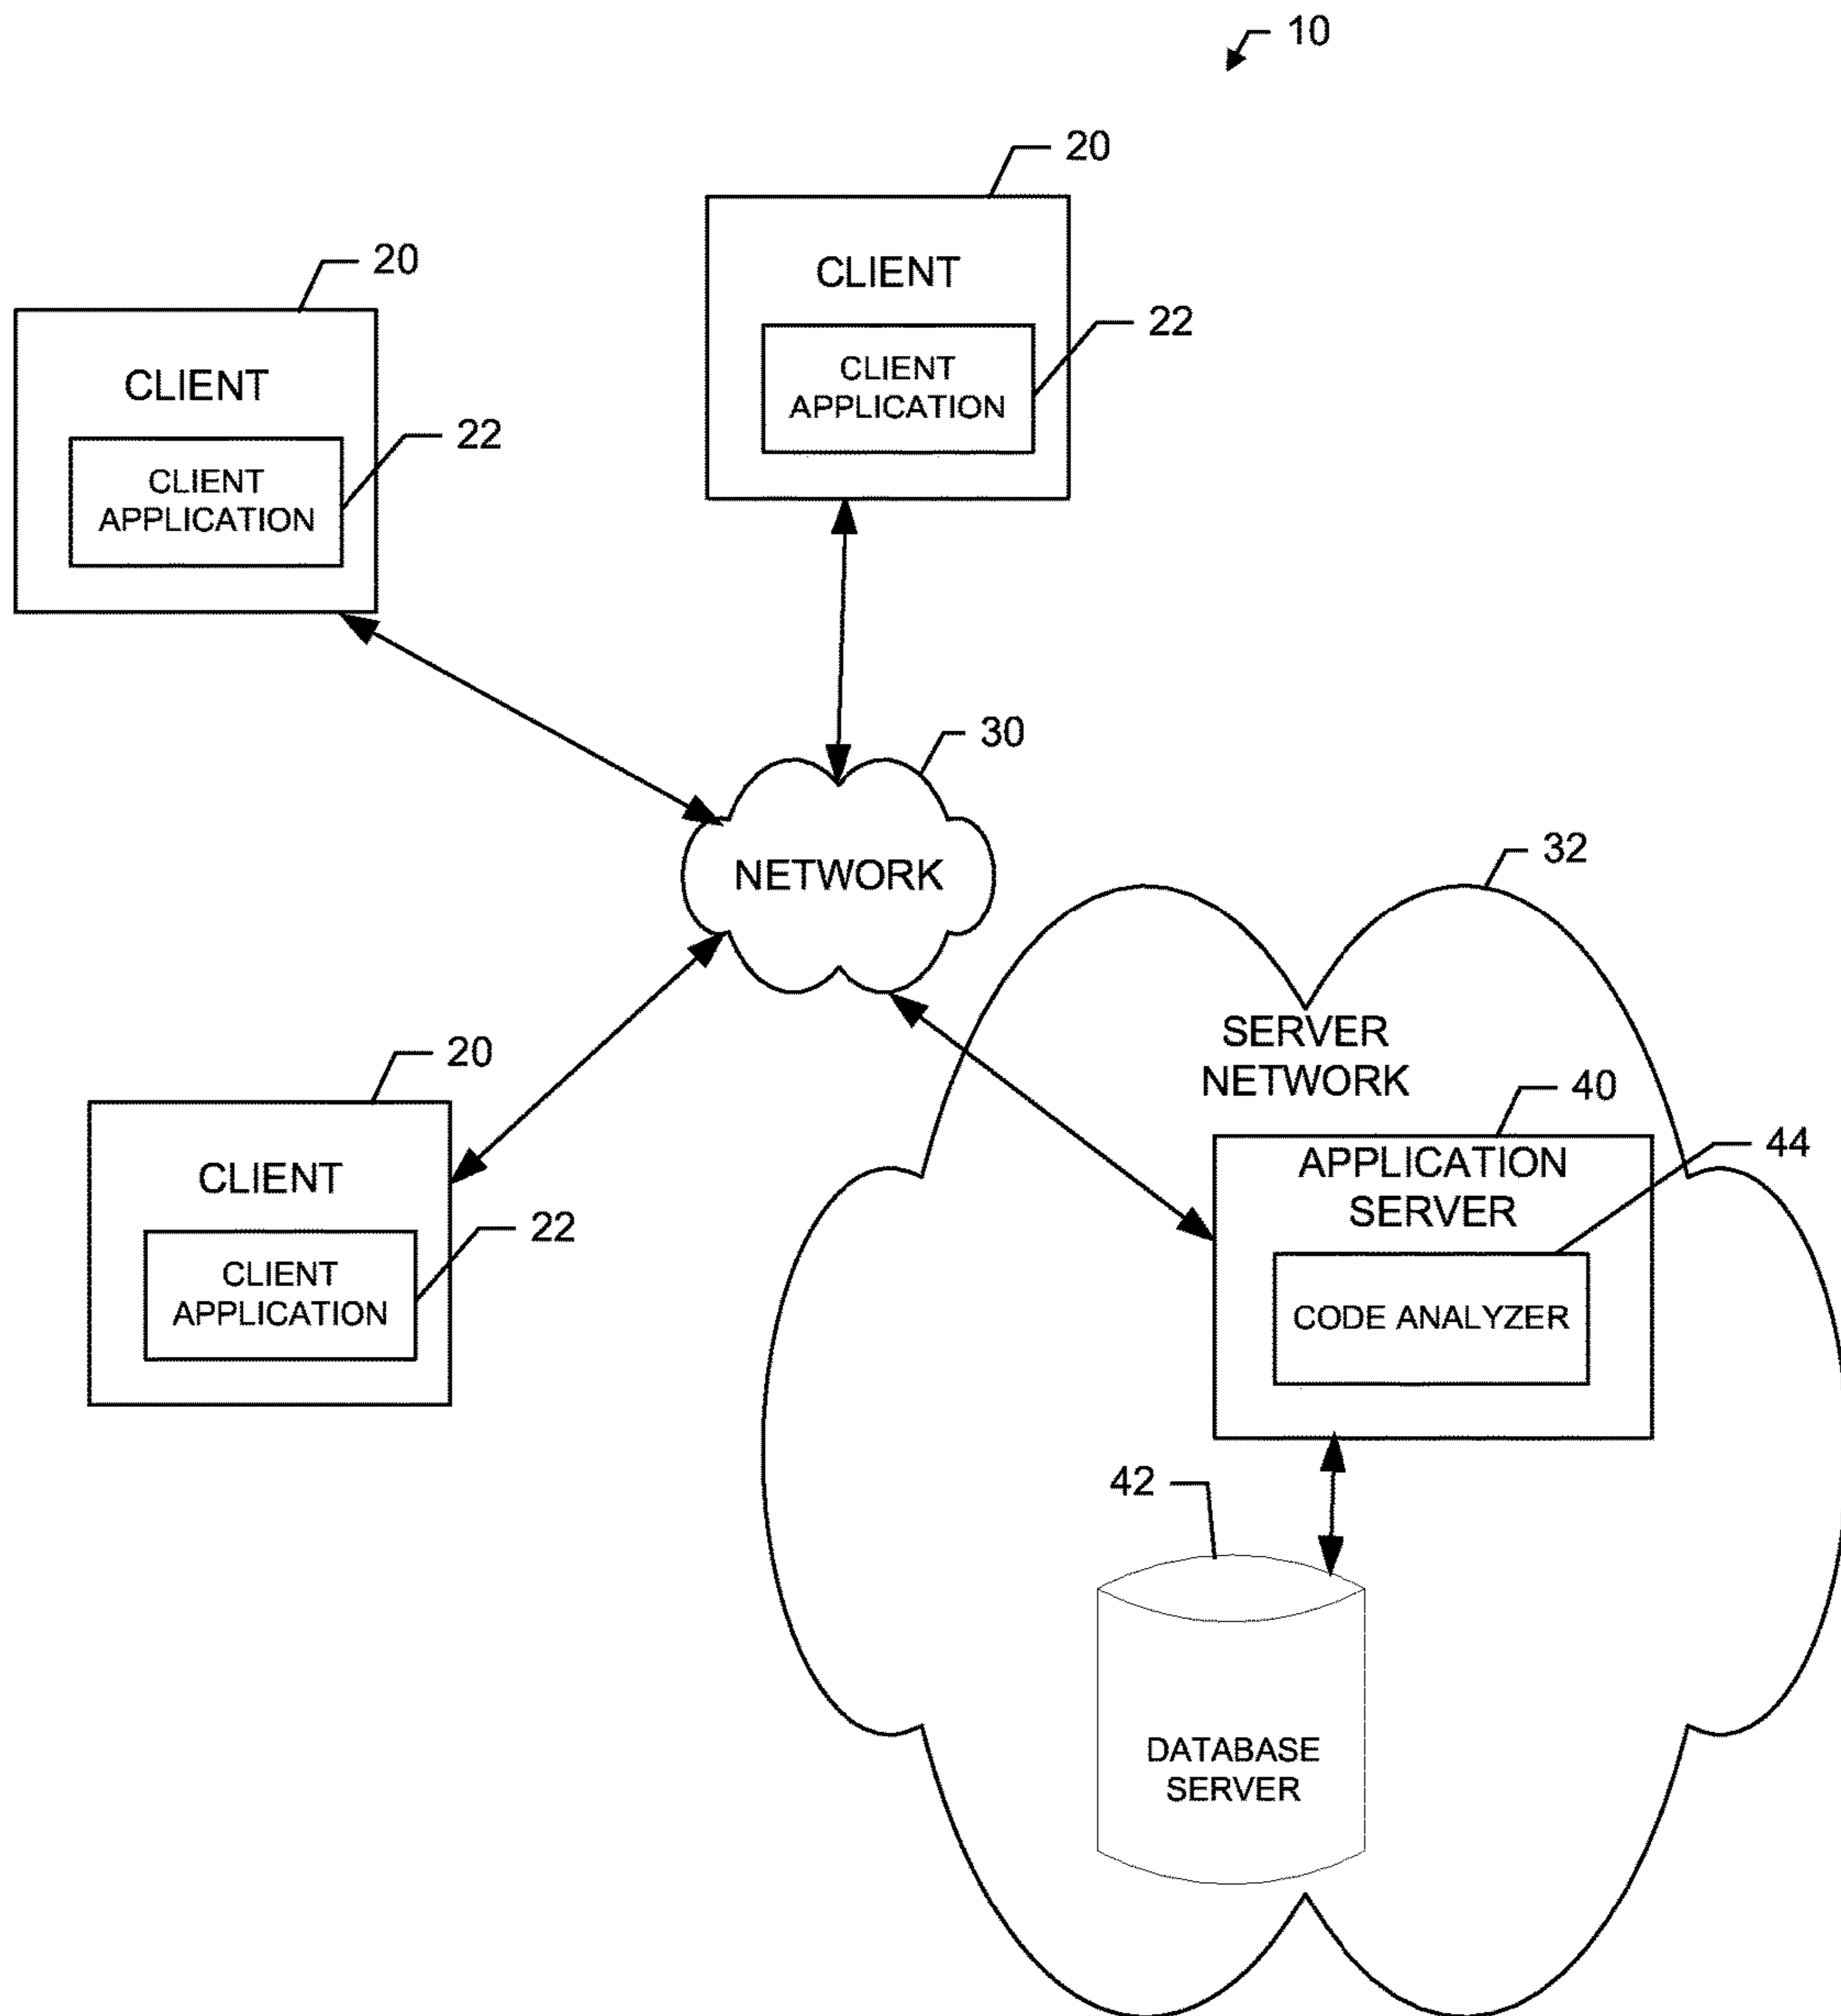 10
20
CLIENT
22
CLIENT
APPLICATION
20
CLIENT
22
CLIENT
APPLICATION
30
NETWORK
32
SERVER
NETWORK
20
CLIENT
22
CLIENT
APPLICATION
40
APPLICATION
SERVER
44
CODE ANALYZER
42
DATABASE
SERVER